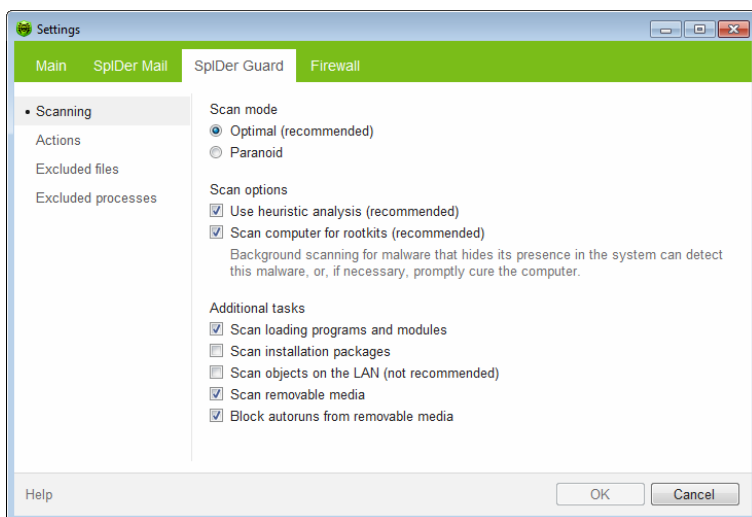 Settings
Main SpIDer Mail SpIDer Guard Firewall
Scanning
Actions
Excluded files
Excluded processes
Scan mode
Optimal (recommended)
Paranoid
Scan options
Use heuristic analysis (recommended)
Scan computer for rootkits (recommended)
Background scanning for malware that hides its presence in the system can detect
this malware, or, if necessary, promptly cure the computer.
Additional tasks
Scan loading programs and modules
Scan installation packages
Scan objects on the LAN (not recommended)
Scan removable media
Block autoruns from removable media
Help OK Cancel